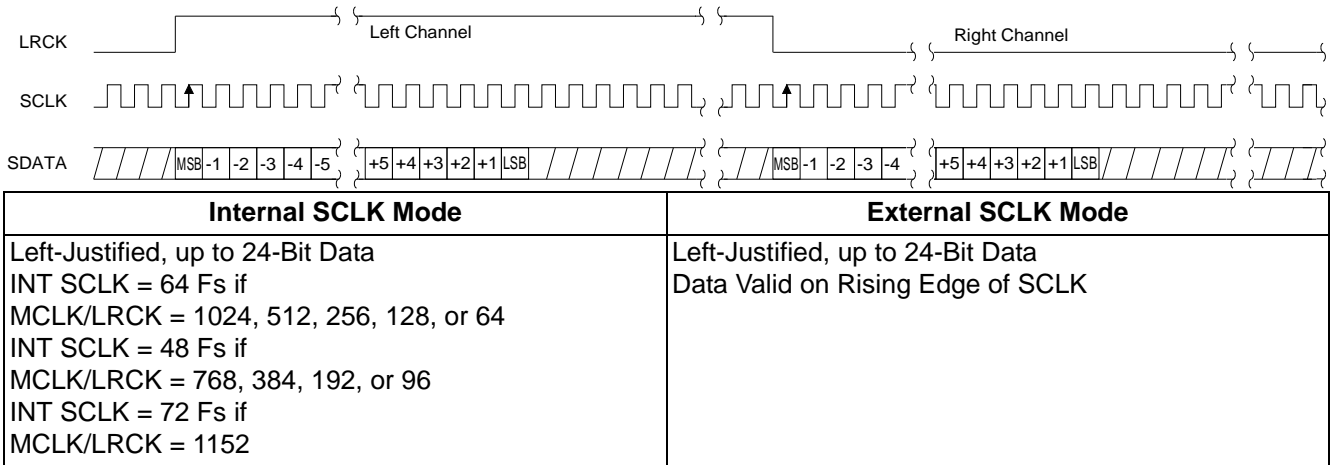 LRCK Left Channel Right Channel
SCLK
SDATA MSB -1 -2 -3 -4 -5 +5 +4 +3 +2 +1 LSB MSB -1 -2 -3 -4 +5 +4 +3 +2 +1 LSB
Internal SCLK Mode
External SCLK Mode
Left-Justified, up to 24-Bit Data
INT SCLK = 64 Fs if
MCLK/LRCK = 1024, 512, 256, 128, or 64
INT SCLK = 48 Fs if
MCLK/LRCK = 768, 384, 192, or 96
INT SCLK = 72 Fs if
MCLK/LRCK = 1152
Left-Justified, up to 24-Bit Data
Data Valid on Rising Edge of SCLK